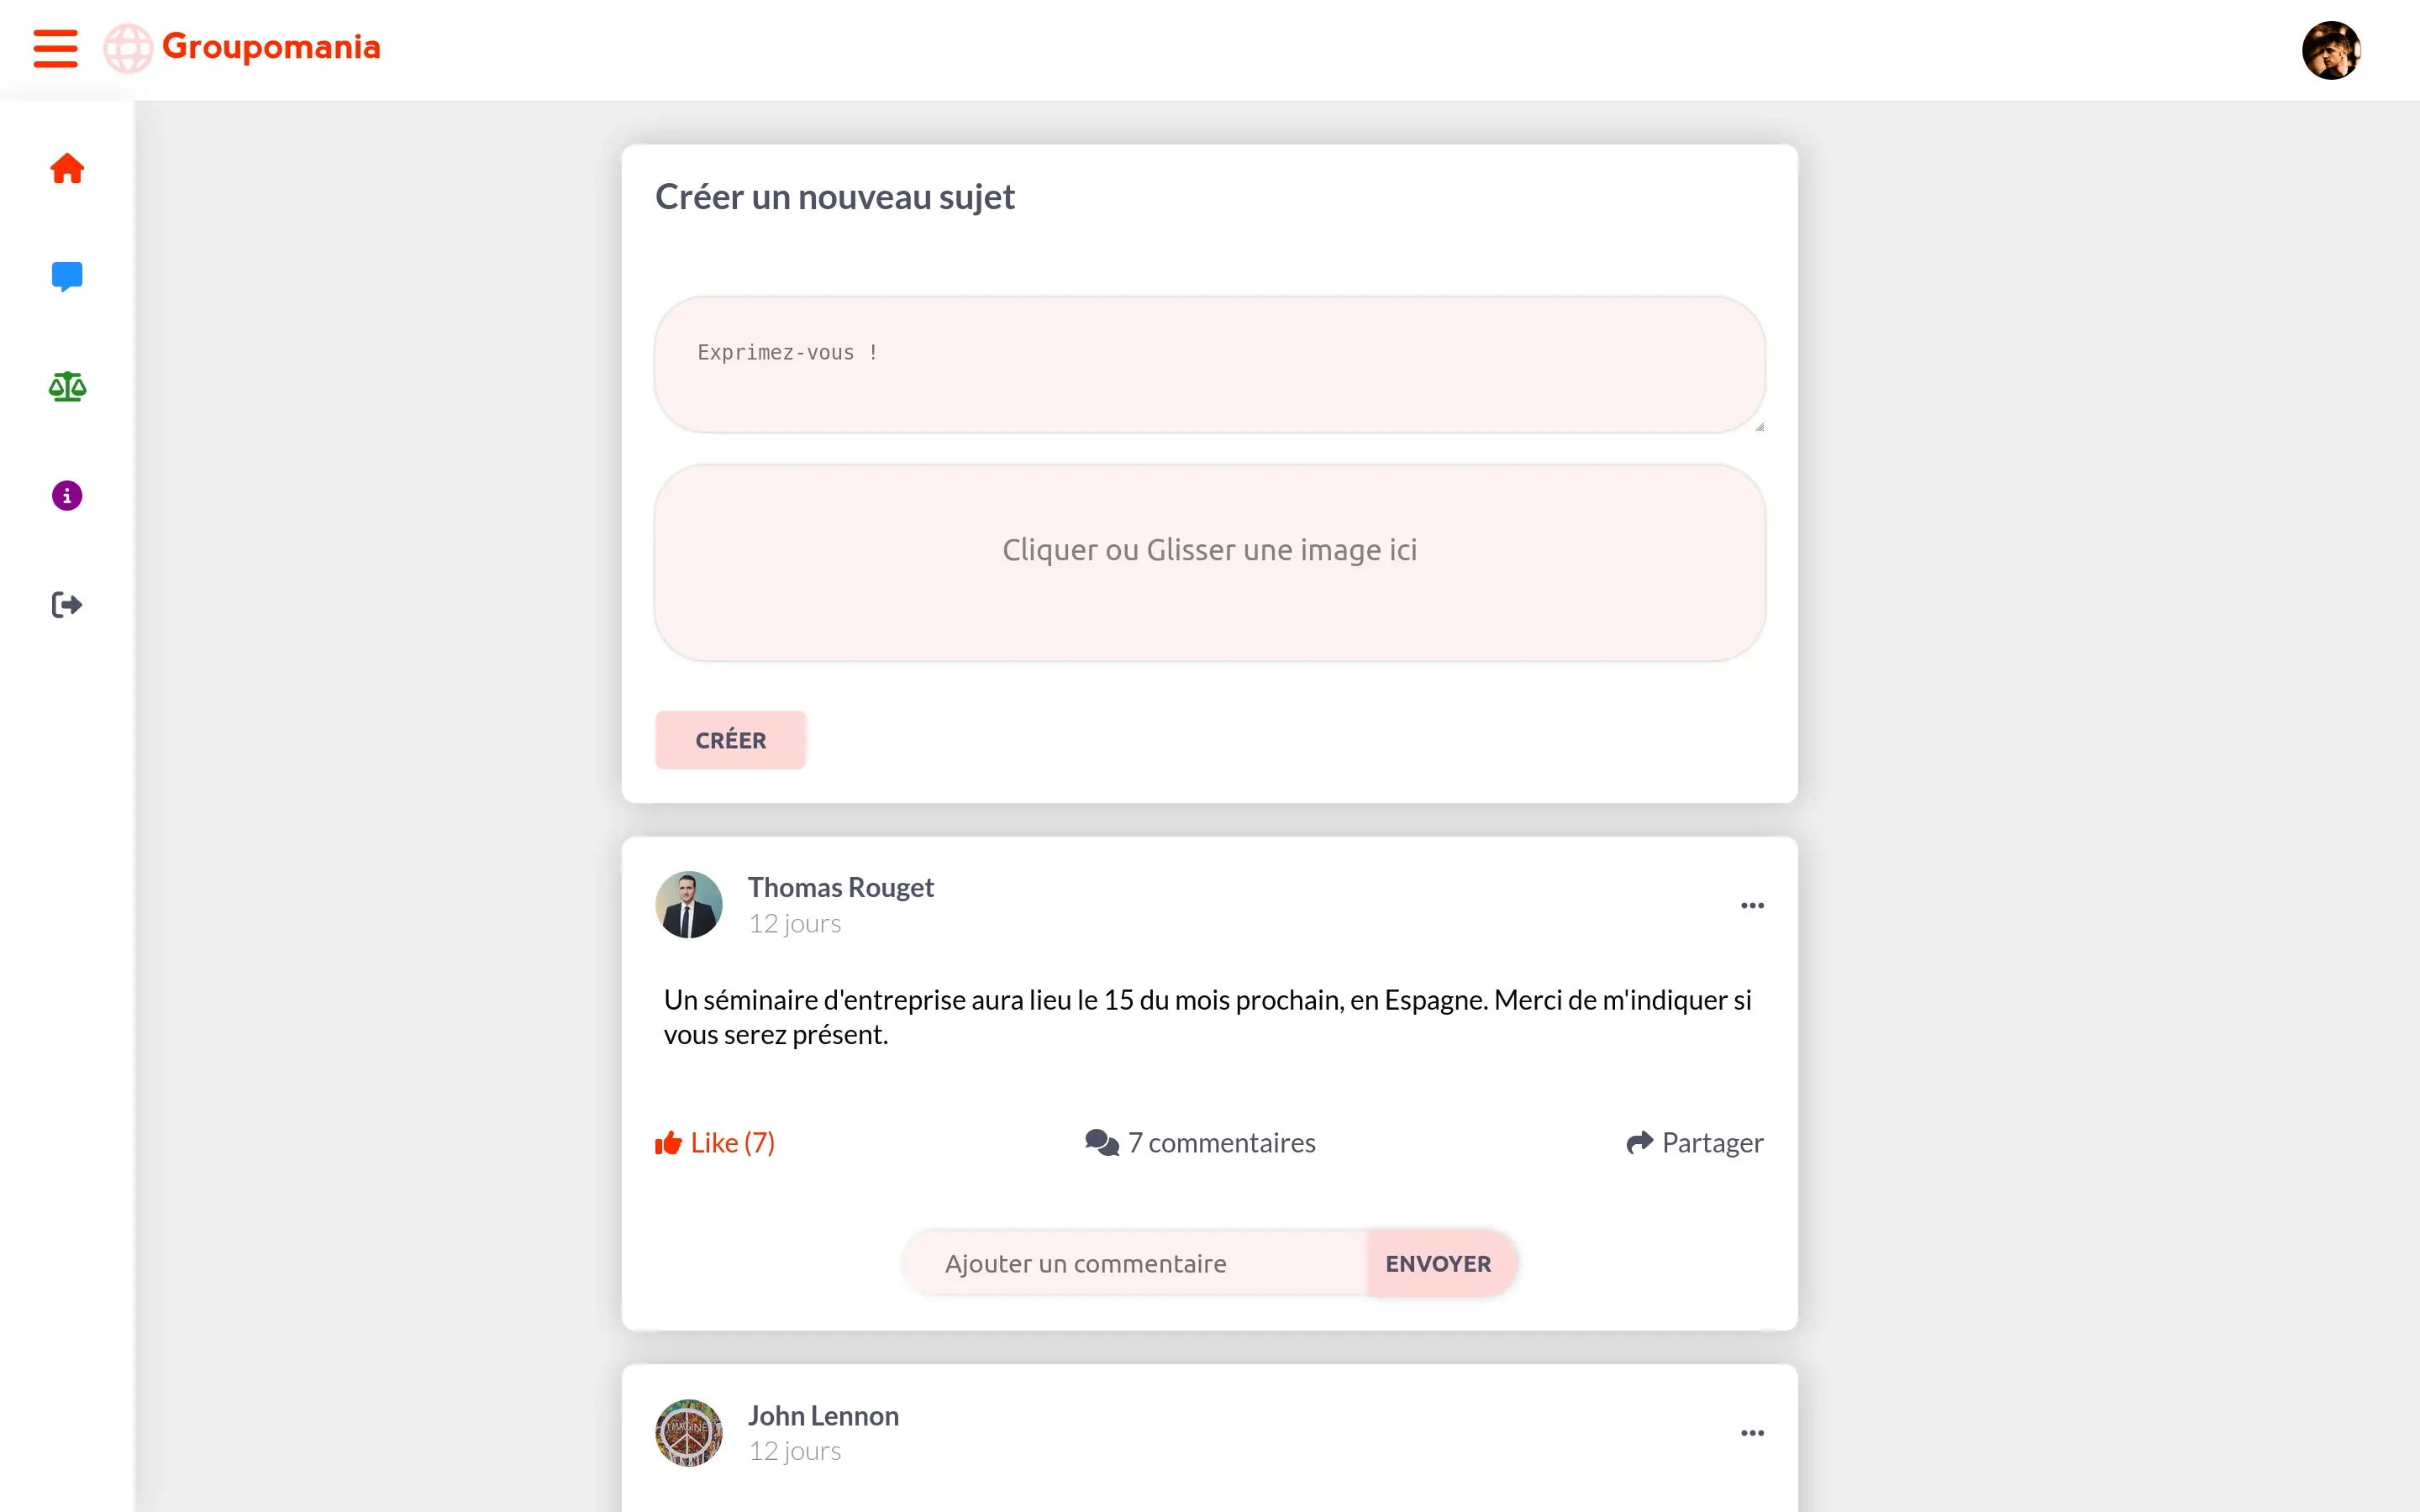 Groupomania
Créer un nouveau sujet
Exprimez-vous !
Cliquer ou Glisser une image ici
CRÉER
Thomas Rouget
12 jours
Un séminaire d'entreprise aura lieu le 15 du mois prochain, en Espagne. Merci de m'indiquer si
vous serez présent.
Like (7)
7 commentaires
Partager
Ajouter un commentaire
ENVOYER
John Lennon
12 jours
IMAGINE